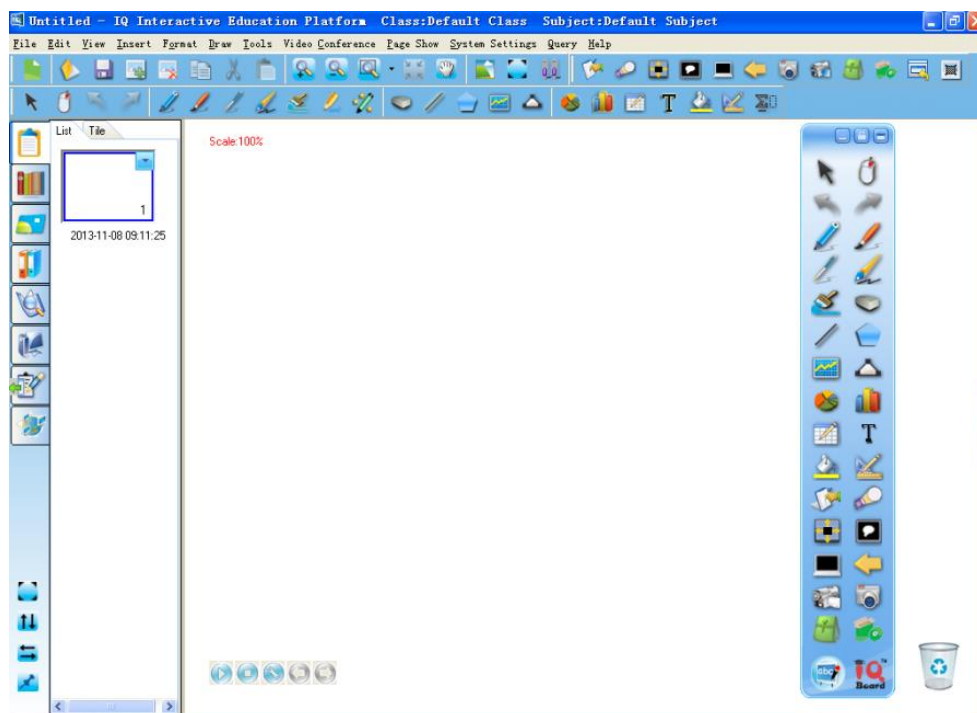 Untitled - IQ Interactive Education Platform Class:Default Class Subject:Default Subject
File Edit View Insert Format Draw Tools Video Conference Page Show System Settings Query Help
List Tile
Scale:100%
1
2013-11-08 09:11:25
T
T
abc
IQ
Board